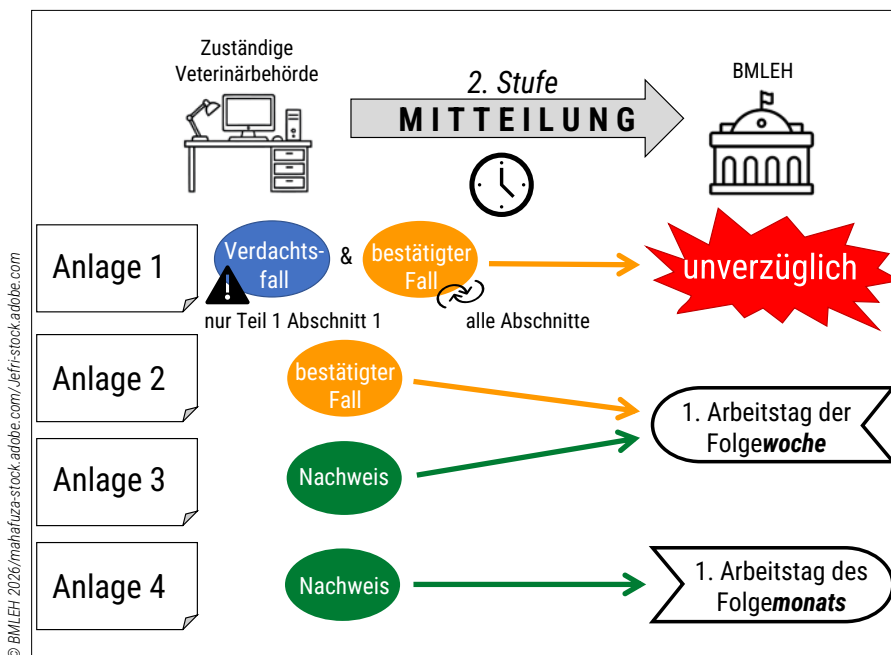 Zuständige
Veterinärbehörde
2. Stufe
MITTEILUNG
BMLEH
Anlage 1
Verdachts-
fall
&
bestätigter
Fall
unverzüglich
nur Teil 1 Abschnitt 1
alle Abschnitte
Anlage 2
bestätigter
Fall
1. Arbeitstag der
Folgewoche
Anlage 3
Nachweis
Anlage 4
Nachweis
1. Arbeitstag des
Folgemonats
© BMLEH 2026/mahafuza-stock.adobe.com/Jefri-stock.adobe.com